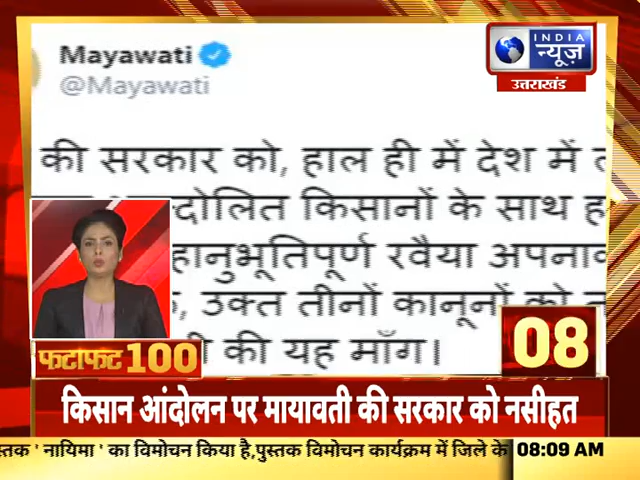 Mayawati
@Mayawati
INDIA
न्यूज़
उत्तराखंड
की सरकार को, हाल ही में देश में
दोलित किसानों के साथ
हानुभूतिपूर्ण रवैया अपनाक
उक्त तीनों कानूनों को
की यह माँग।
फटाफट 100
08
किसान आंदोलन पर मायावती की सरकार को नसीहत
स्तक ' नायिमा ' का विमोचन किया है,पुस्तक विमोचन कार्यक्रम में जिले के
08:09 AM